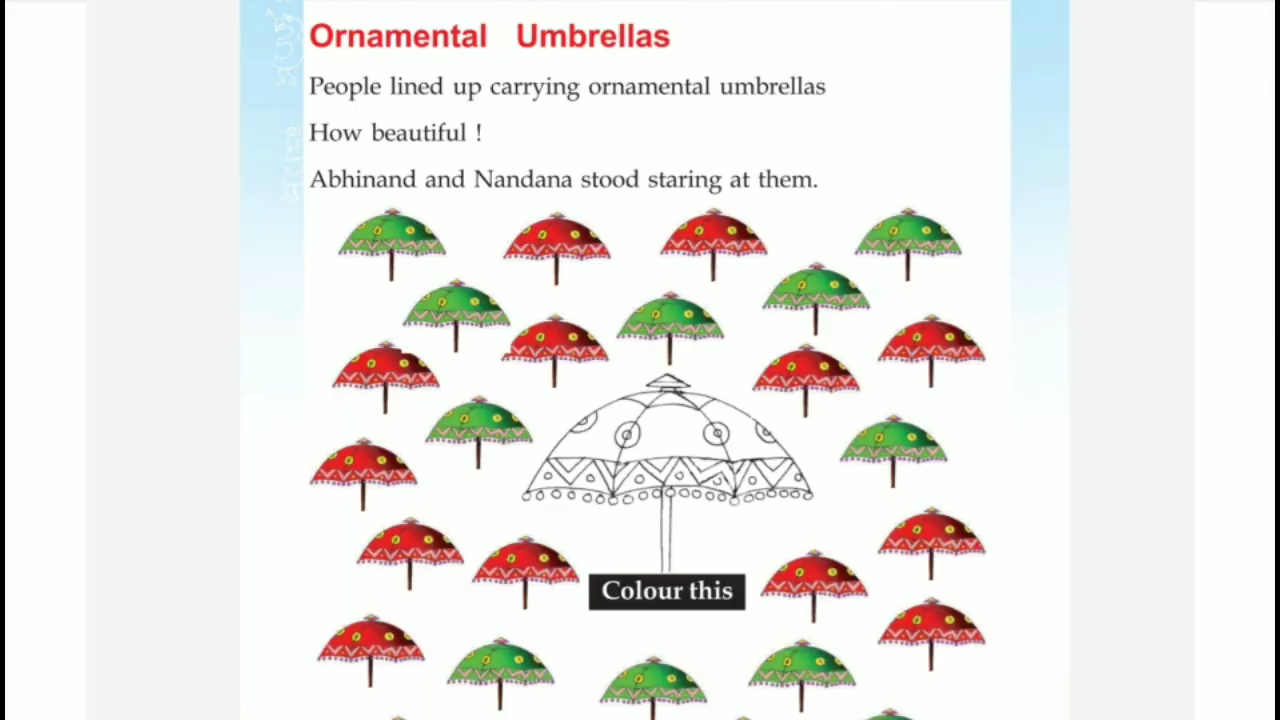 Ornamental Umbrellas
People lined up carrying ornamental umbrellas
How beautiful !
Abhinand and Nandana stood staring at them.
Colour this